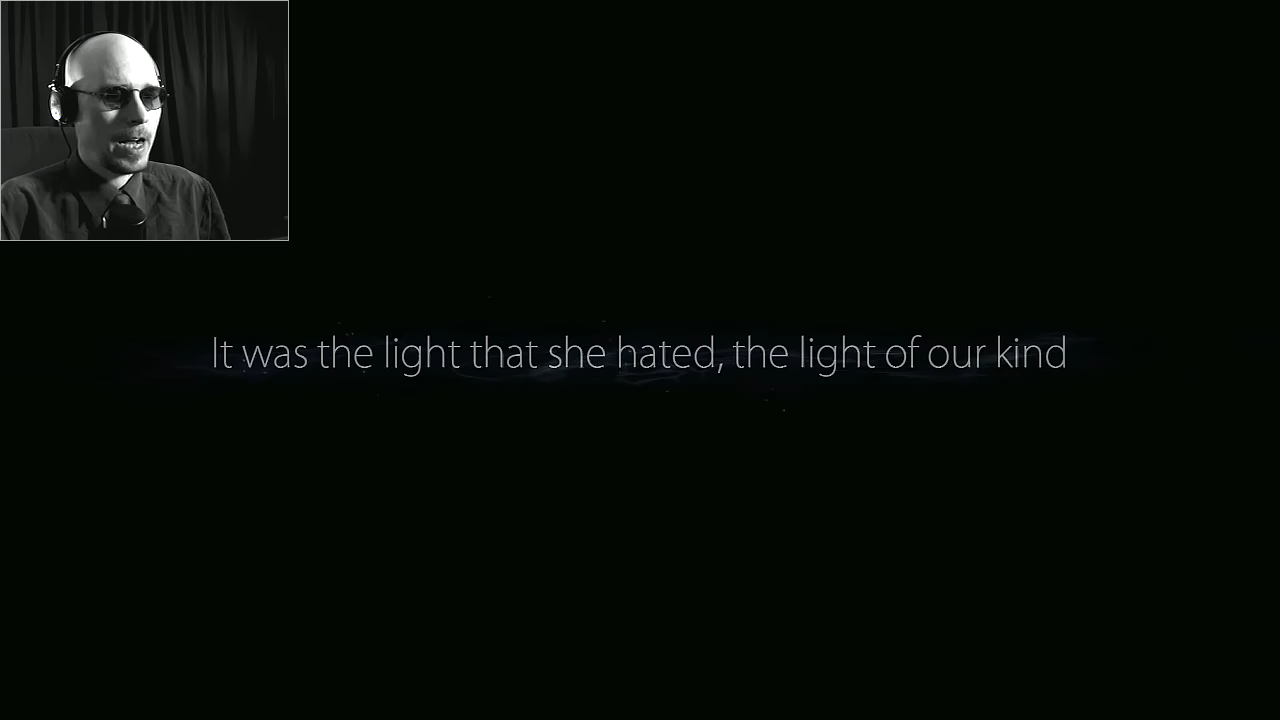 It was the light that she hated, the light of our kind